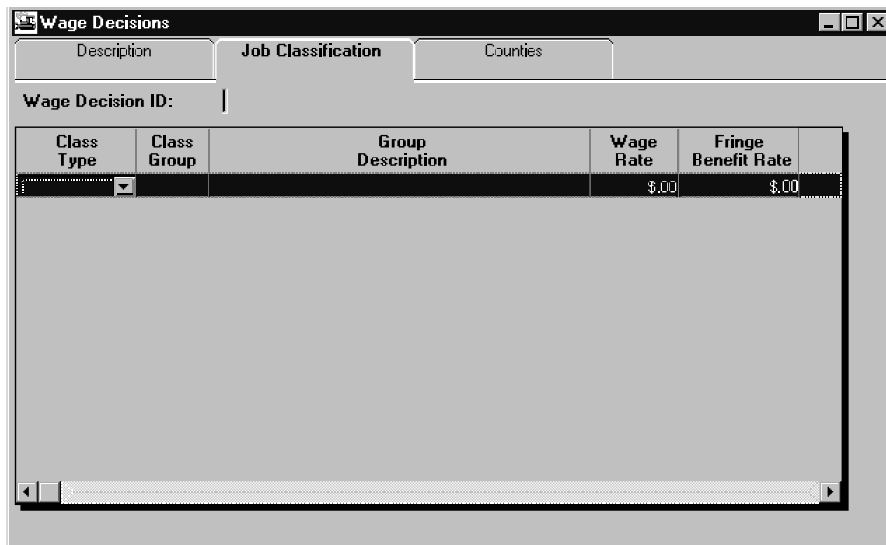 Wage Decisions
Description Job Classification Counties
Wage Decision ID:
Class Type Class Group Group Description Wage Rate Fringe Benefit Rate
$.00 $.00